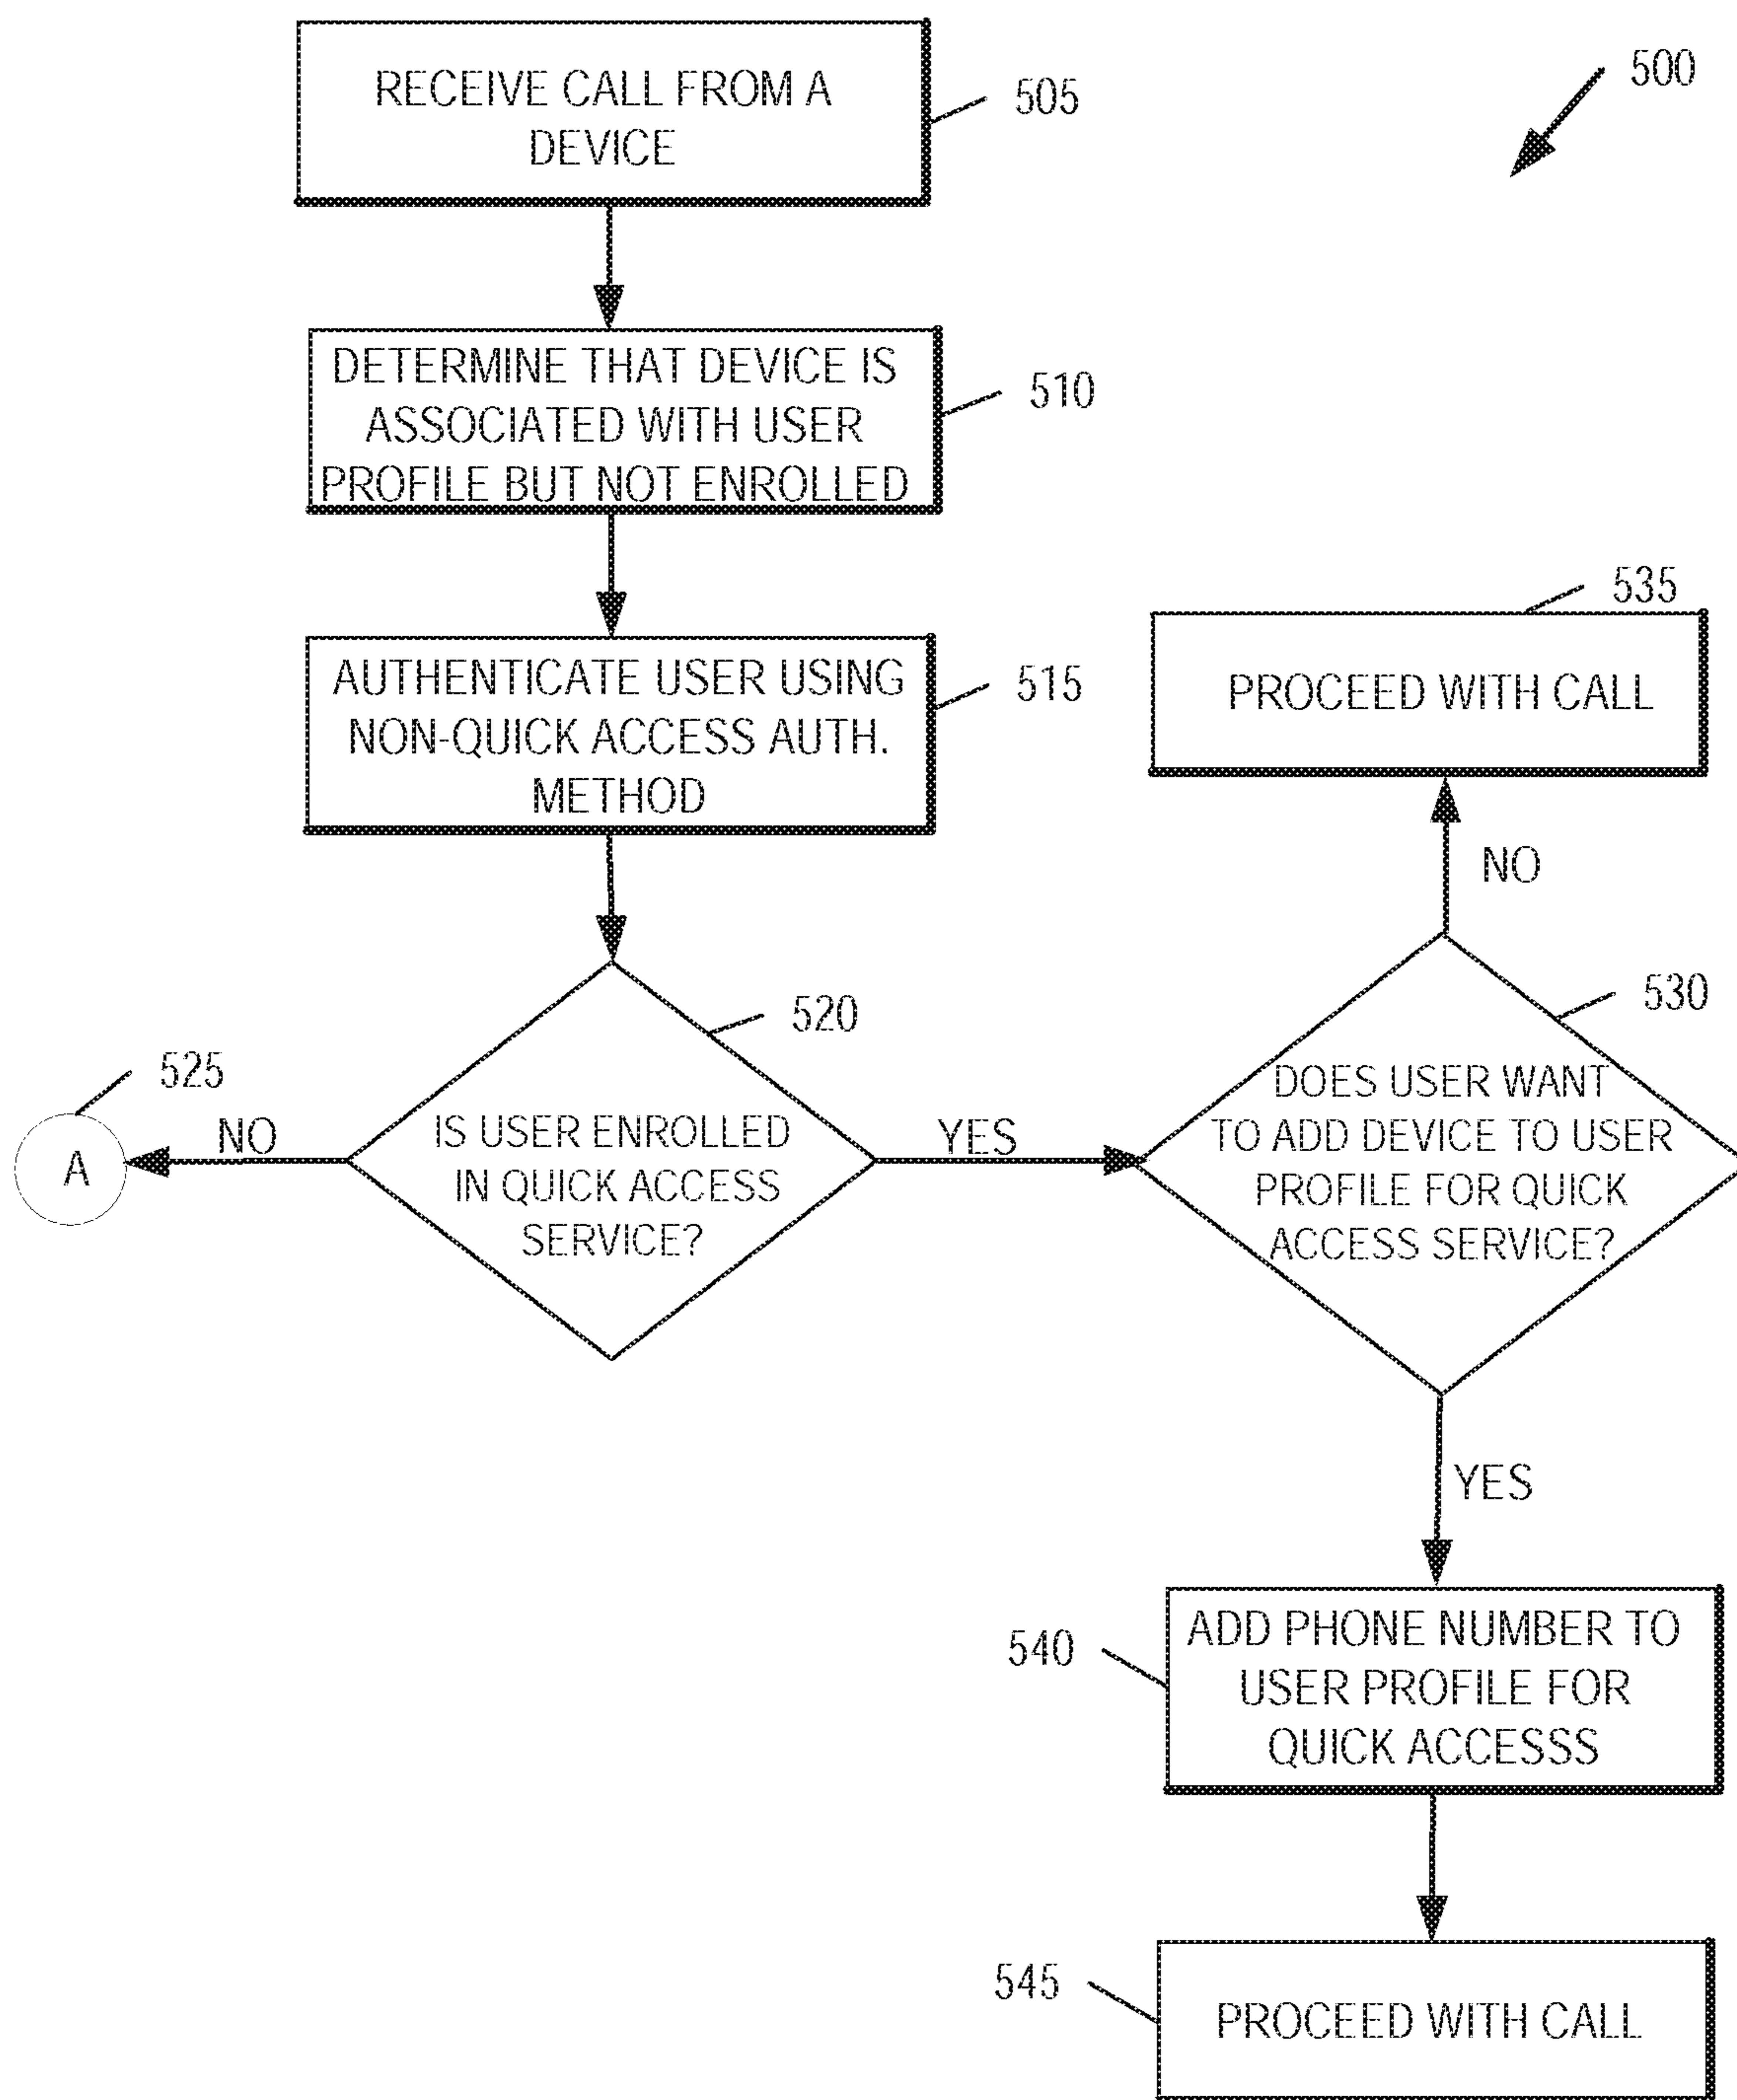 RECEIVE CALL FROM A
DEVICE
505
500
DETERMINE THAT DEVICE IS
ASSOCIATED WITH USER
PROFILE BUT NOT ENROLLED
510
AUTHENTICATE USER USING
NON-QUICK ACCESS AUTH.
METHOD
515
535
PROCEED WITH CALL
NO
520
IS USER ENROLLED
IN QUICK ACCESS
SERVICE?
525
A
NO
YES
530
DOES USER WANT
TO ADD DEVICE TO USER
PROFILE FOR QUICK
ACCESS SERVICE?
YES
540
ADD PHONE NUMBER TO
USER PROFILE FOR
QUICK ACCESSS
545
PROCEED WITH CALL